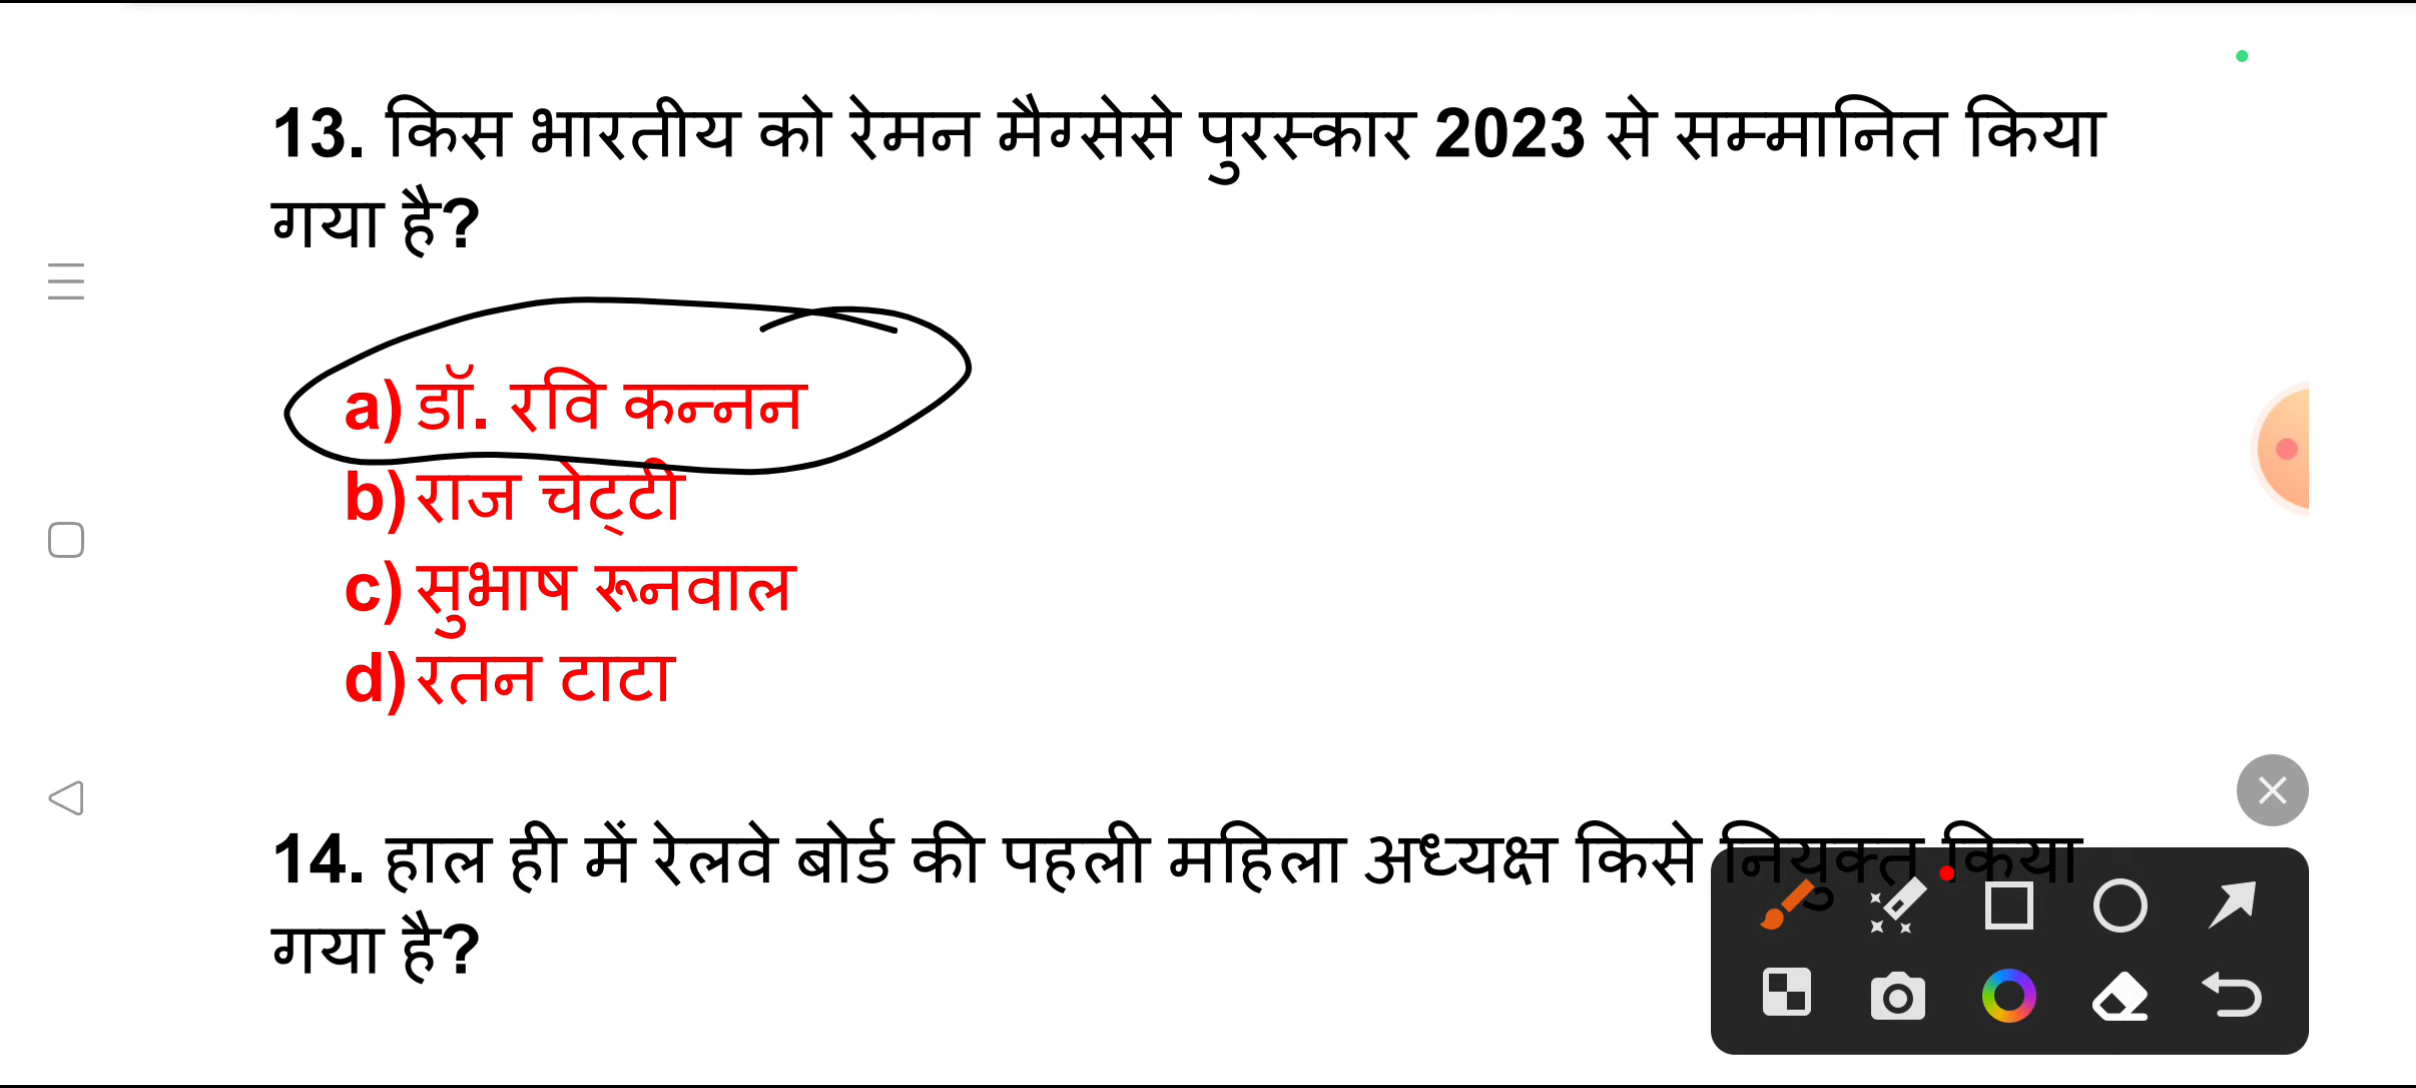 13. किस भारतीय को रेमन मैग्सेसे पुरस्कार 2023 से सम्मानित किया
गया है?
a) डॉ. रवि कन्नन
b) राज चेट्टी
c) सुभाष रूनवाल
d) रतन टाटा
14. हाल ही में रेलवे बोर्ड की पहली महिला अध्यक्ष किसे नियुक्त किया
गया है?